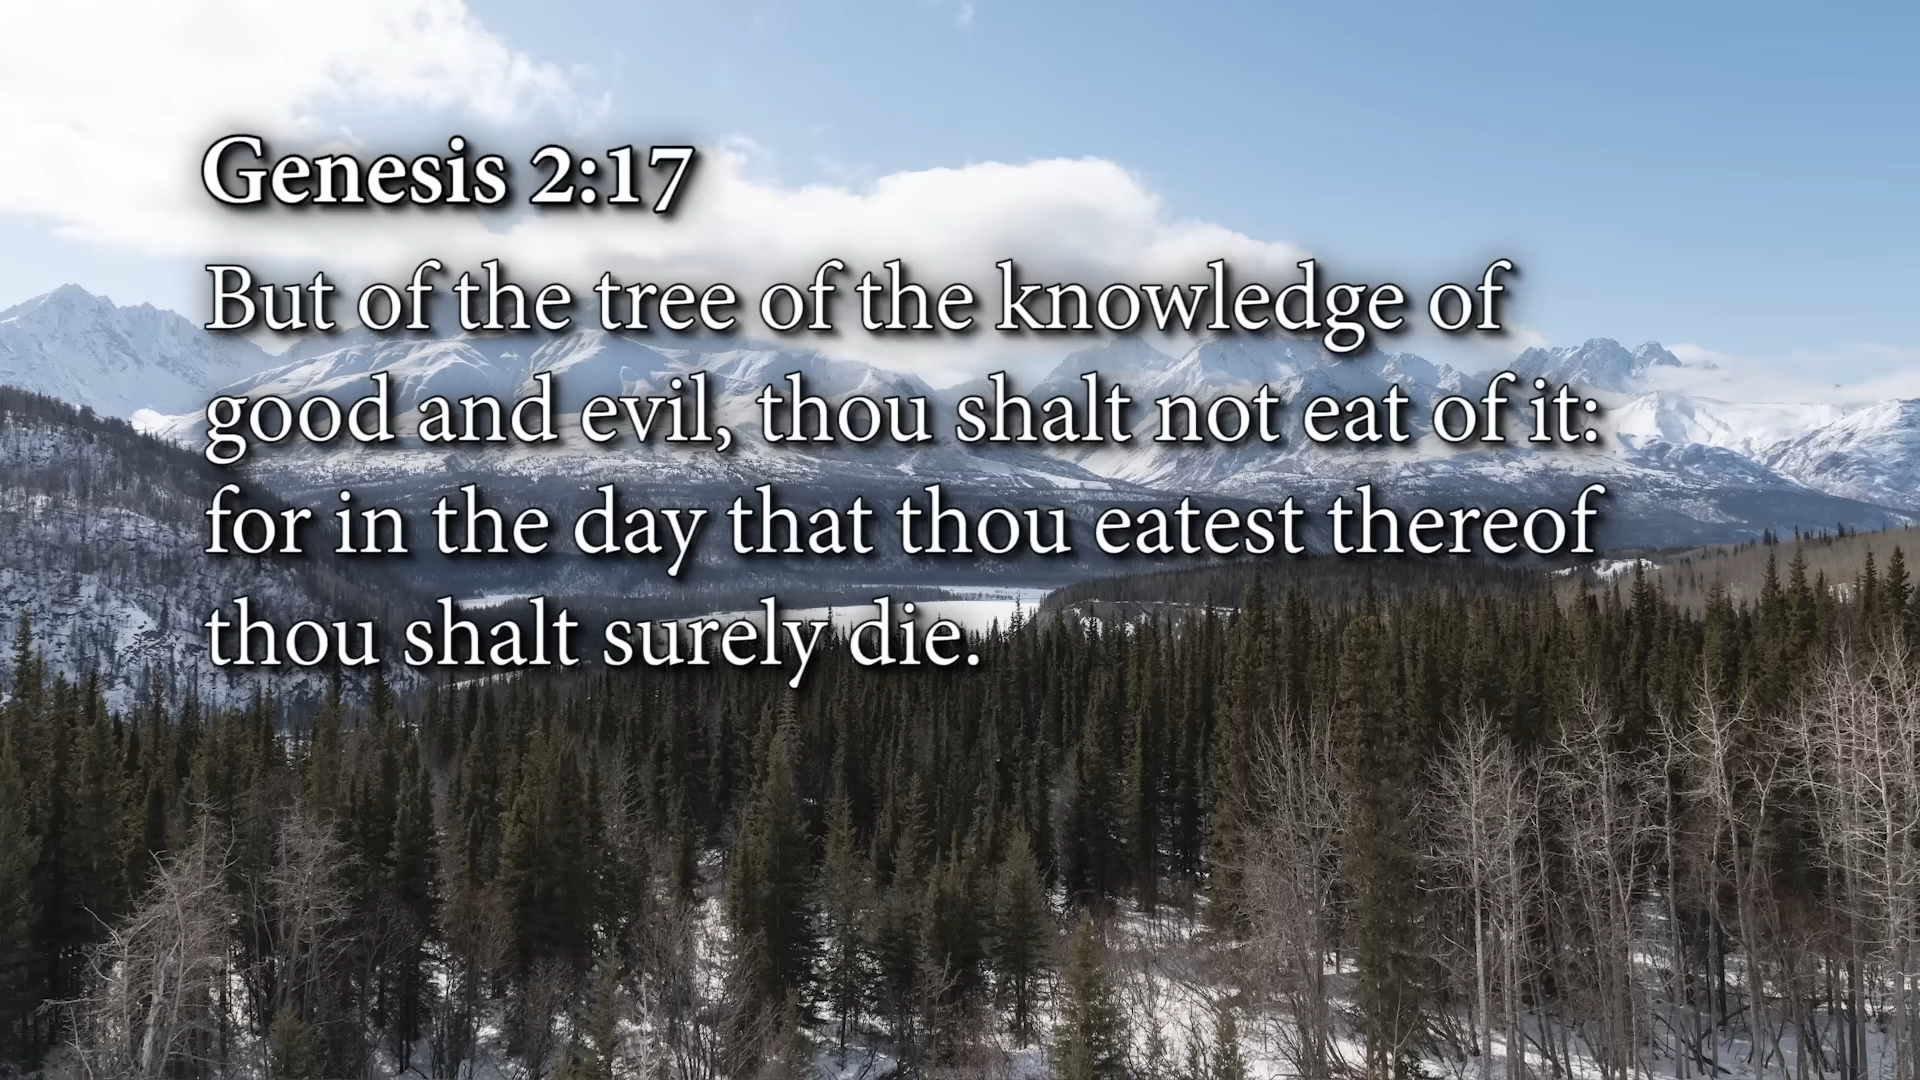 Genesis 2:17
But of the tree of the knowledge of
good and evil, thou shalt not eat of it:
for in the day that thou eatest thereof
thou shalt surely die.